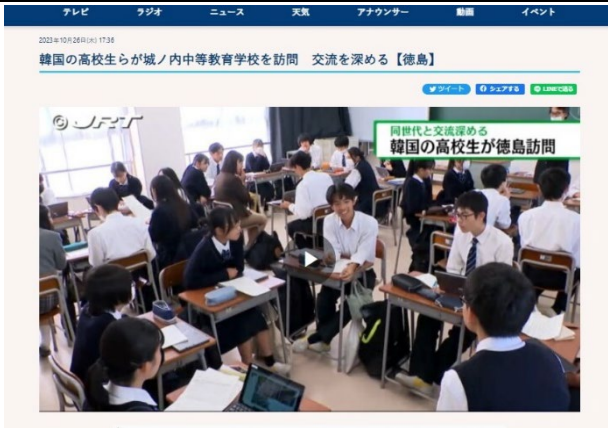 テレビ ラジオ ニュース 天気 アナウンサー 動画 イベント
2023年10月26日(木) 17:36
韓国の高校生らが城ノ内中等教育学校を訪問 交流を深める【徳島】
ツイート シェアする LINEで送る
JRT
同世代と交流深める
韓国の高校生が徳島訪問